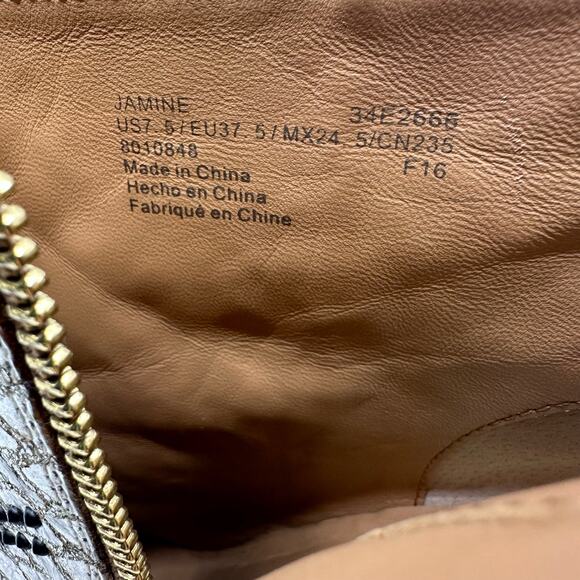 JAMINE 34E2666
US7.5/EU37.5/MX24.5/CN235
8010848 F16
Made in China
Hecho en China
Fabriqué en Chine